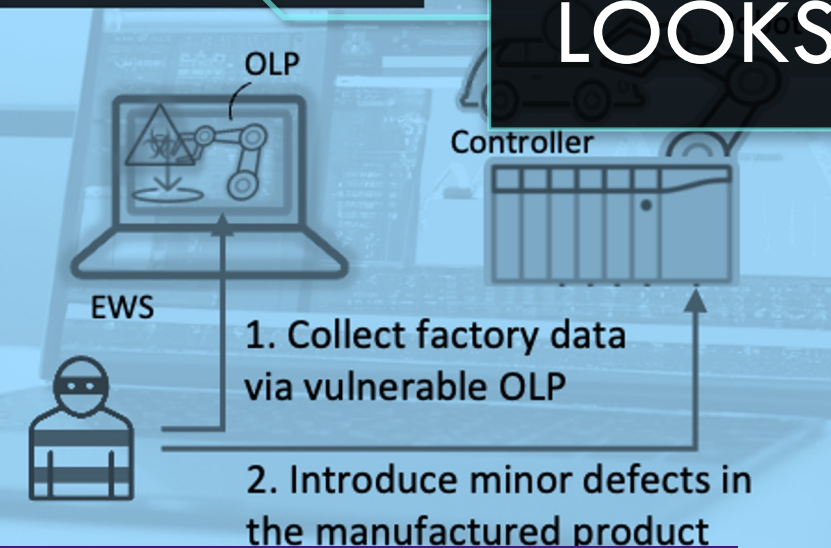 LOOKS
OLP
Controller
EWS
1. Collect factory data
via vulnerable OLP
2. Introduce minor defects in
the manufactured product